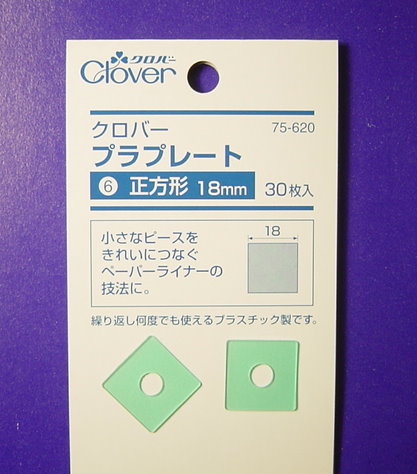 クロバー
Clover
クロバー 75-620
プラプレート
⑥ 正方形 18mm 30枚入
小さなピースを
きれいにつなぐ
ペーパーライナーの
技法に。
18
繰り返し何度でも使えるプラスチック製です。